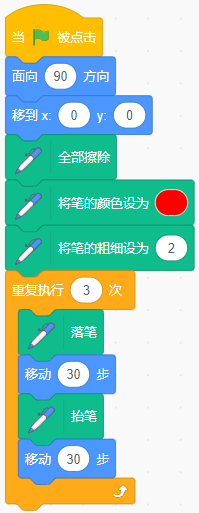 当 被点击
面向 90 方向
移到 x: 0 y: 0
全部擦除
将笔的颜色设为
将笔的粗细设为 2
重复执行 3 次
落笔
移动 30 步
抬笔
移动 30 步